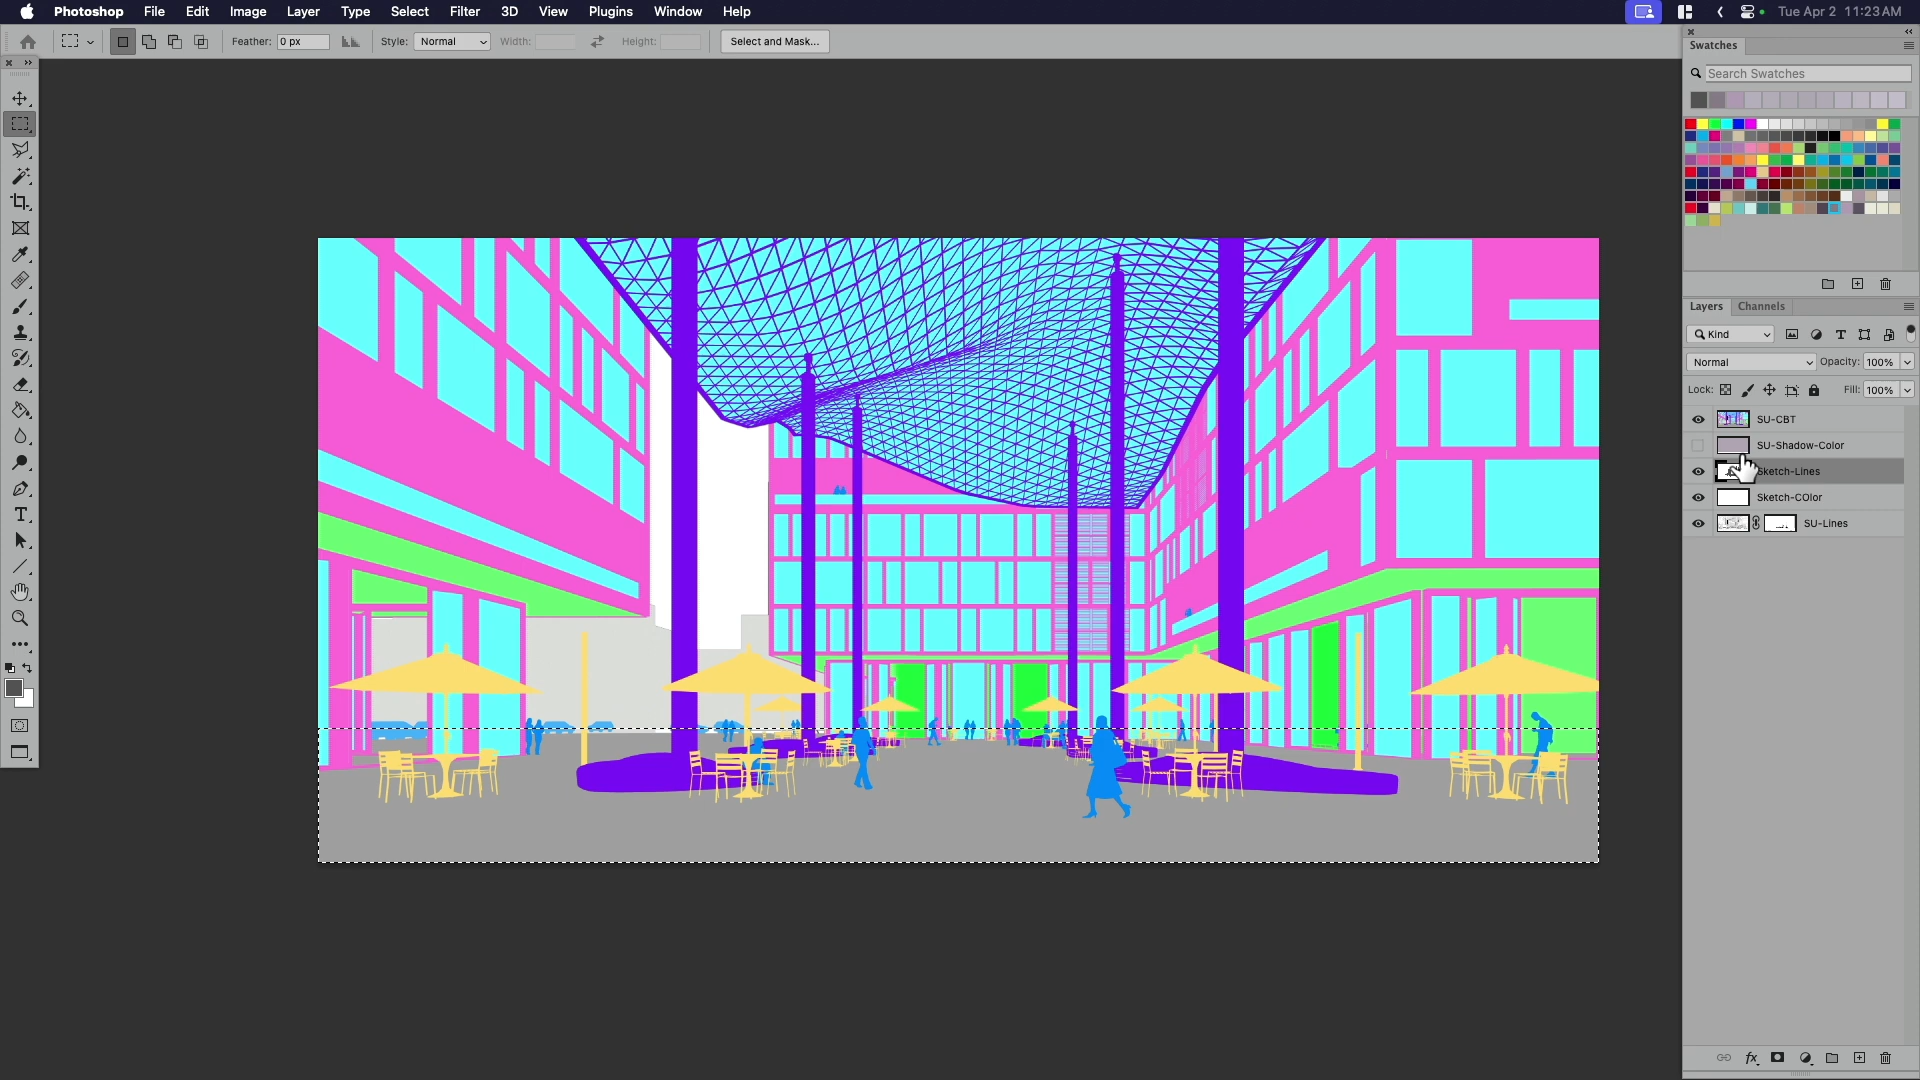 Photoshop File Edit Image Layer Type Select Filter 3D View Plugins Window Help Tue Apr 2 11:23 AM
Feather: 0 px Style: Normal Width: Height: Select and Mask...
Swatches
Search Swatches
Layers Channels
Kind
Normal Opacity: 100%
Lock: Fill: 100%
SU-CBT
SU-Shadow-Color
Sketch-Lines
Sketch-COlor
SU-Lines